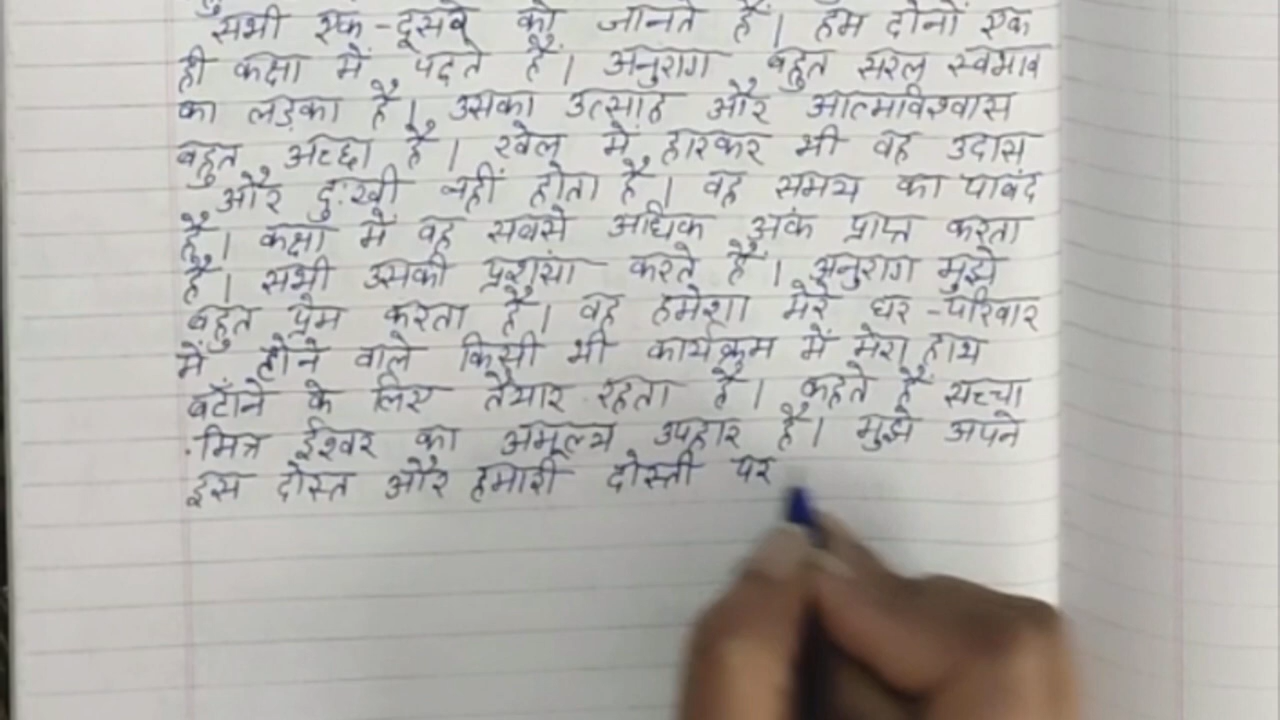 सभी एक-दूसरे को जानते हैं। हम दोनों एक
ही कक्षा में पढ़ते हैं। अनुराग बहुत सरल स्वभाव
का लड़का है। उसका उत्साह और आत्मविश्वास
बहुत अच्छा है। खेल में हारकर भी वह उदास
और दुःखी नहीं होता है। वह समय का पाबंद
है। कक्षा में वह सबसे अधिक अंक प्राप्त करता
है। सभी उसकी प्रशंसा करते हैं। अनुराग मुझे
बहुत प्रेम करता है। वह हमेशा मेरे घर-परिवार
में होने वाले किसी भी कार्यक्रम में मेरा हाथ
बँटाने के लिए तैयार रहता है। कहते हैं सच्चा
मित्र ईश्वर का अमूल्य उपहार है। मुझे अपने
इस दोस्त और हमारी दोस्ती पर